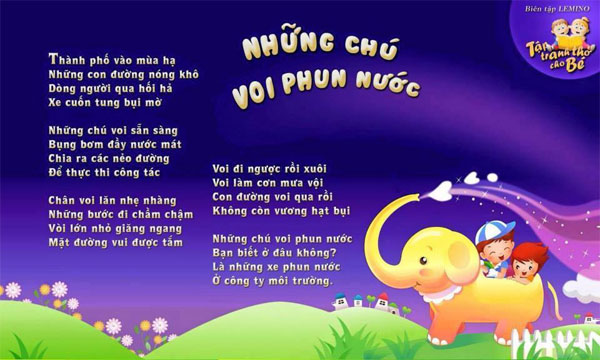 Biên tập LEMINO
Tập
tranh thơ
cho Bé
NHỮNG CHÚ
VOI PHUN NƯỚC
Thành phố vào mùa hạ
Những con đường nóng khô
Dòng người qua hối hả
Xe cuốn tung bụi mờ
Những chú voi sẵn sàng
Bụng bơm đầy nước mát
Chia ra các nẻo đường
Để thực thi công tác
Chân voi lăn nhẹ nhàng
Những bước đi chầm chậm
Vòi lớn nhỏ giăng ngang
Mặt đường vui được tắm
Voi đi ngược rồi xuôi
Voi làm cơn mưa vội
Con đường voi qua rồi
Không còn vương hạt bụi
Những chú voi phun nước
Bạn biết ở đâu không?
Là những xe phun nước
Ở công ty môi trường.